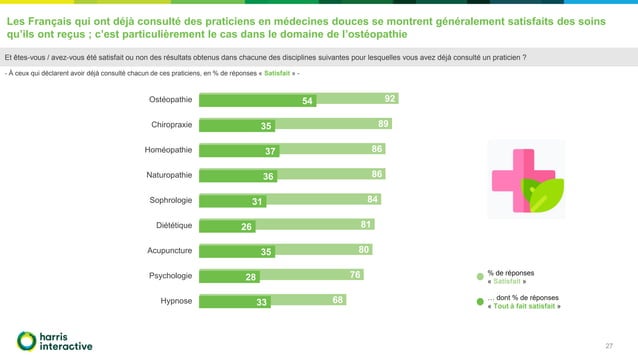 Les Français qui ont déjà consulté des praticiens en médecines douces se montrent généralement satisfaits des soins
qu'ils ont reçus ; c'est particulièrement le cas dans le domaine de l'ostéopathie
Et êtes-vous / avez-vous été satisfait ou non des résultats obtenus dans chacune des disciplines suivantes pour lesquelles vous avez déjà consulté un praticien ?
- À ceux qui déclarent avoir déjà consulté chacun de ces praticiens, en % de réponses « Satisfait » -
Ostéopathie 54 92
Chiropraxie 35 89
Homéopathie 37 86
Naturopathie 36 86
Sophrologie 31 84
Diététique 26 81
Acupuncture 35 80
Psychologie 28 76
Hypnose 33 68
% de réponses
« Satisfait »
... dont % de réponses
« Tout à fait satisfait »
harris
interactive
27